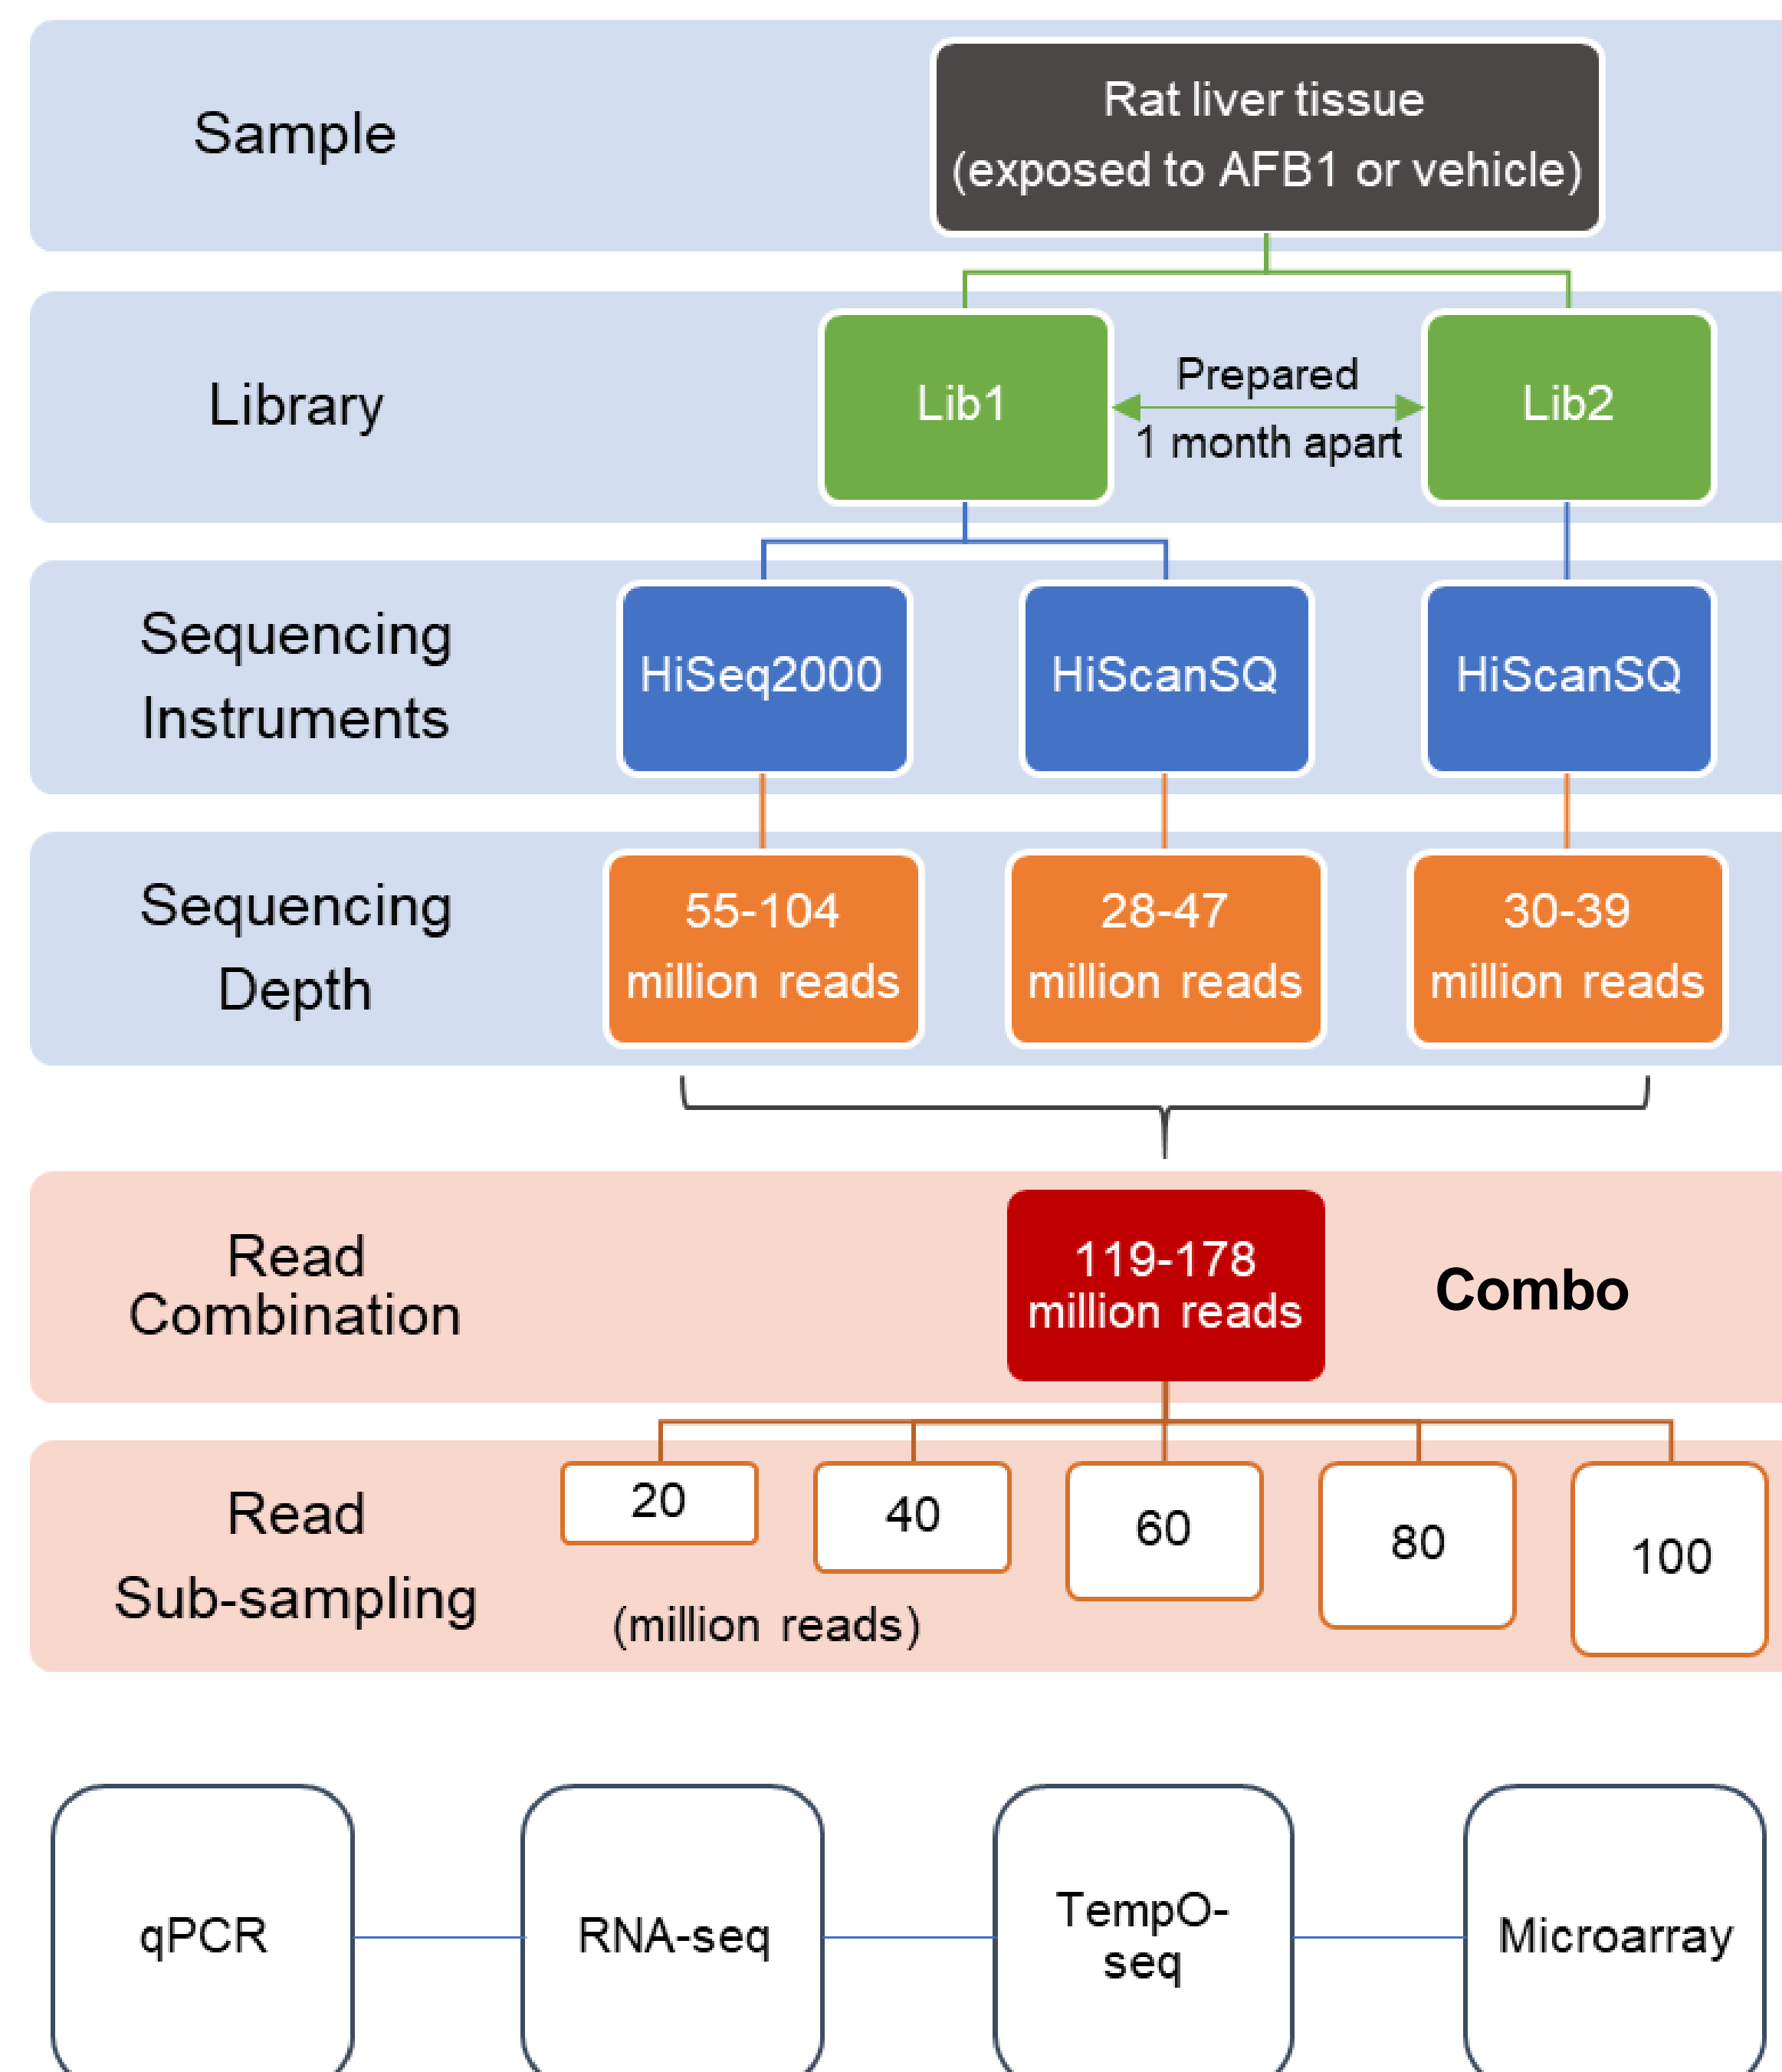 Sample
Rat liver tissue
(exposed to AFB1 or vehicle)
Library
Lib1
Prepared
1 month apart
Lib2
Sequencing
Instruments
HiSeq2000
HiScanSQ
HiScanSQ
Sequencing
Depth
55-104
million reads
28-47
million reads
30-39
million reads
Read
Combination
119-178
million reads
Combo
Read
Sub-sampling
20
40
60
80
100
(million reads)
qPCR
RNA-seq
TempO-
seq
Microarray